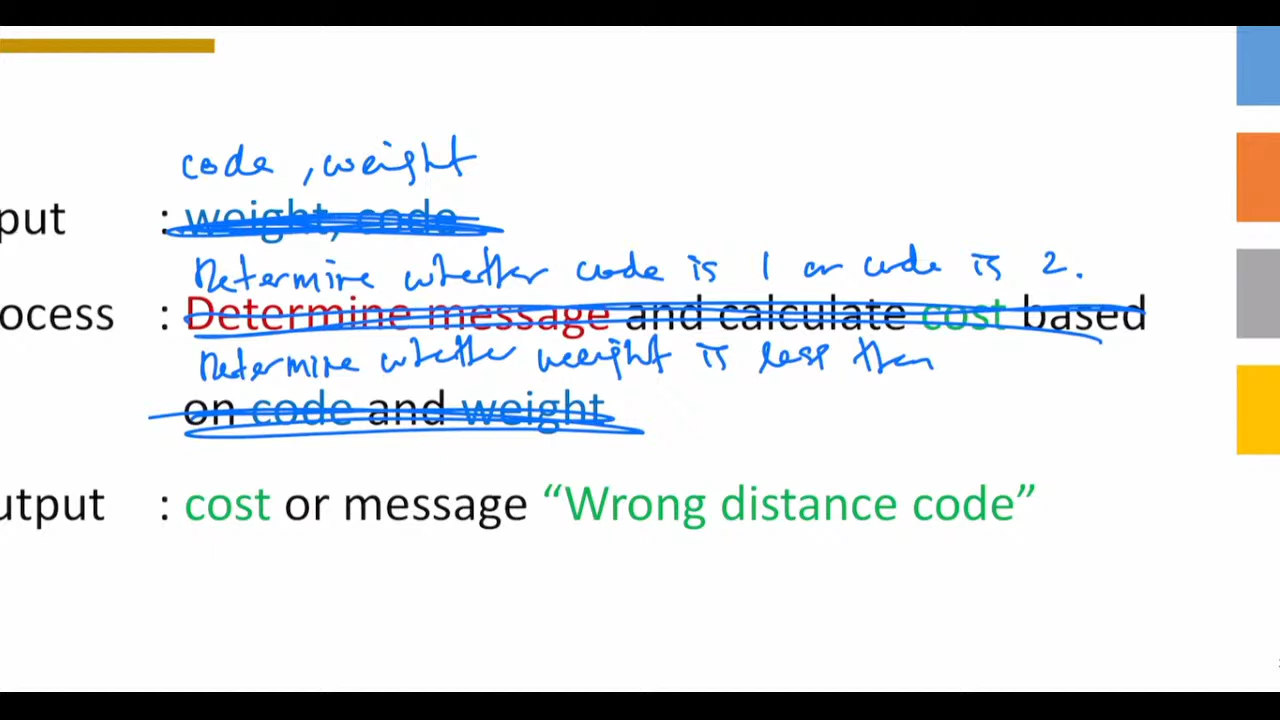 code, weight
put : weight, code
Determine whether code is 1 or code is 2.
ocess : Determine message and calculate cost based
Determine whether weight is less then
on code and weight
utput : cost or message “Wrong distance code”